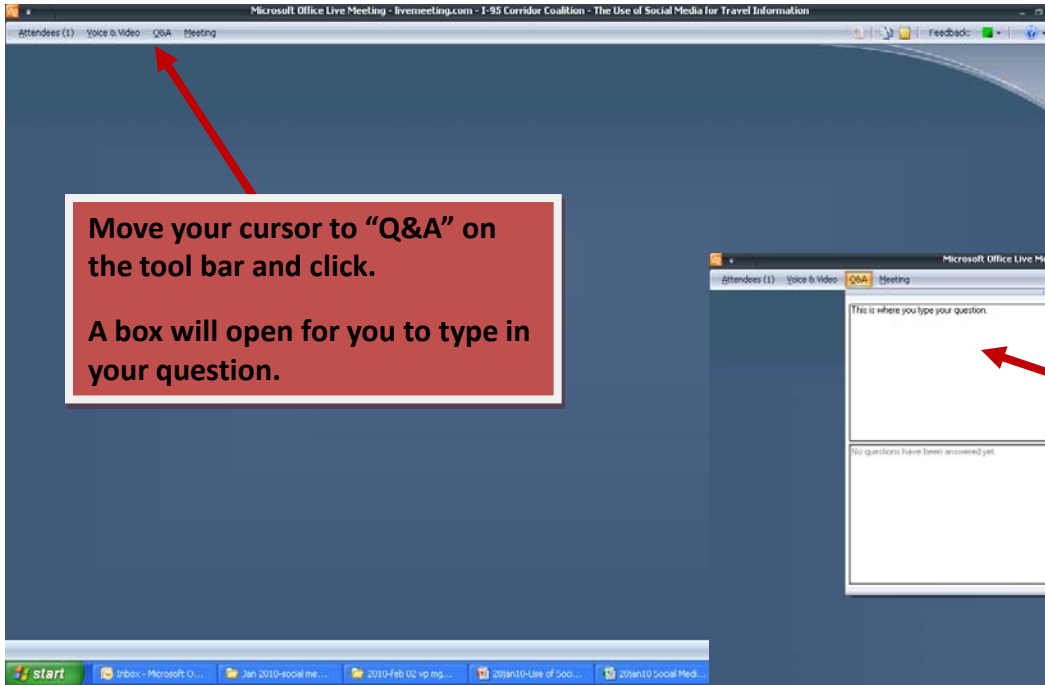 Microsoft Office Live Meeting - livemeeting.com - I-95 Corridor Coalition - The Use of Social Media for Travel Information
Attendees (1) Voice & Video Q&A Meeting
Feedback:
Move your cursor to “Q&A” on
the tool bar and click.
A box will open for you to type in
your question.
Microsoft Office Live Me
Attendees (1) Voice & Video Q&A Meeting
This is where you type your question.
No questions have been answered yet.
start
Inbox - Microsoft O...
Jan 2010-social me...
2010-feb 02 vp mg...
20jan10-Use of Soci...
20jan10 Social Medi...